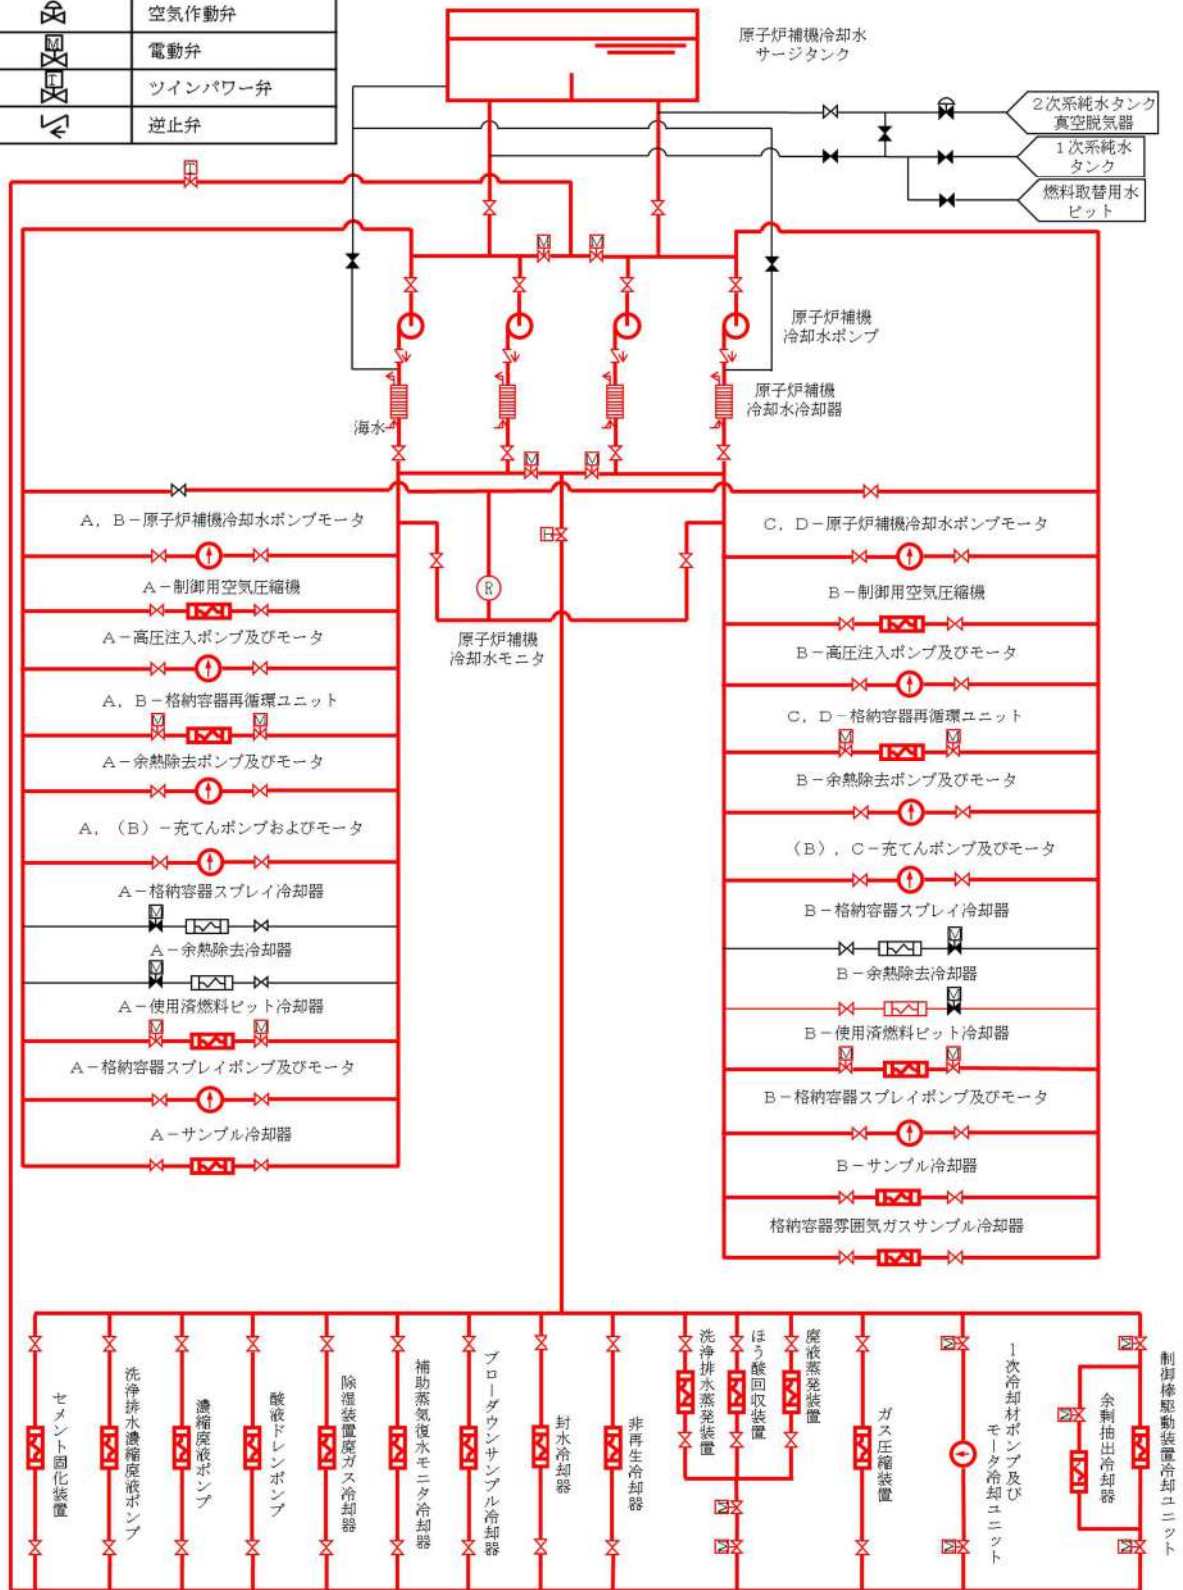 空気作動弁
M
電動弁
T
ツインパワー弁
逆止弁
原子炉補機冷却水
サージタンク
2次系純水タンク
真空脱気器
1次系純水
タンク
燃料取替用水
ピット
T
M
M
原子炉補機
冷却水ポンプ
原子炉補機
冷却水冷却器
海水
M
M
A，B－原子炉補機冷却水ポンプモータ
A－制御用空気圧縮機
A－高圧注入ポンプ及びモータ
A，B－格納容器再循環ユニット
M
M
A－余熱除去ポンプ及びモータ
A，（B）－充てんポンプおよびモータ
A－格納容器スプレイ冷却器
M
A－余熱除去冷却器
M
A－使用済燃料ピット冷却器
M
M
A－格納容器スプレイポンプ及びモータ
A－サンプル冷却器
T
R
原子炉補機
冷却水モニタ
C，D－原子炉補機冷却水ポンプモータ
B－制御用空気圧縮機
B－高圧注入ポンプ及びモータ
C，D－格納容器再循環ユニット
M
M
B－余熱除去ポンプ及びモータ
（B），C－充てんポンプ及びモータ
B－格納容器スプレイ冷却器
M
B－余熱除去冷却器
M
B－使用済燃料ピット冷却器
M
M
B－格納容器スプレイポンプ及びモータ
B－サンプル冷却器
格納容器雰囲気ガスサンプル冷却器
セメント固化装置
洗浄排水濃縮廃液ポンプ
濃縮廃液ポンプ
酸液ドレンポンプ
除湿装置廃ガス冷却器
補助蒸気復水モニタ冷却器
ブローダウンサンプル冷却器
封水冷却器
非再生冷却器
洗浄排水蒸発装置
ほう酸回収装置
廃液蒸発装置
M
M
ガス圧縮装置
M
M
1次冷却材ポンプ及び
モータ冷却ユニット
M
余剰抽出冷却器
M
M
制御棒駆動装置冷却ユニット